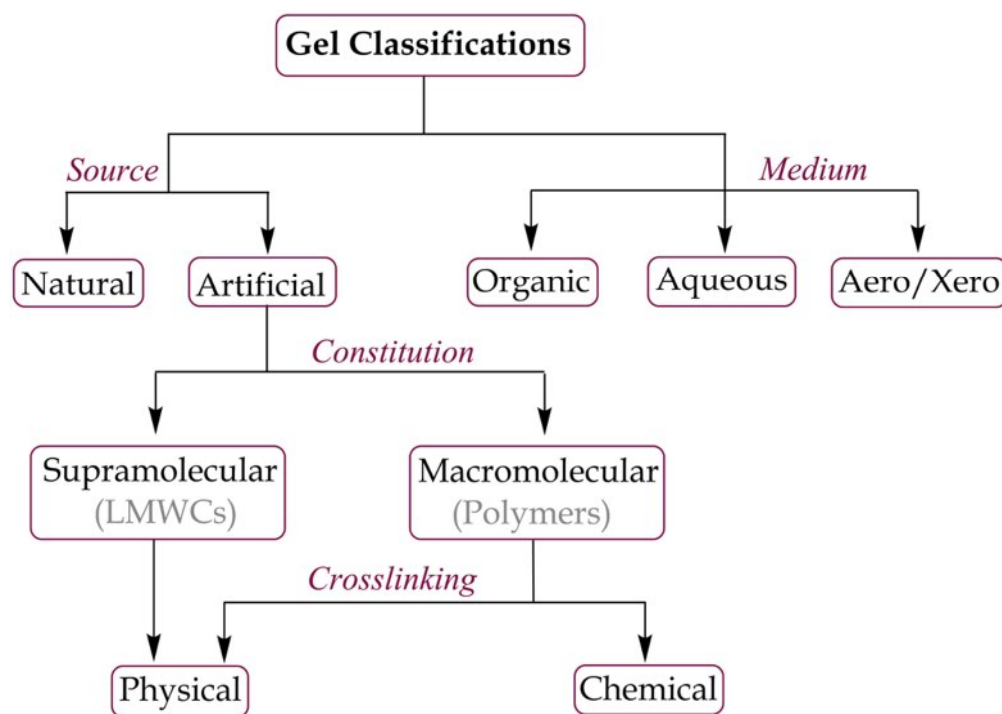 Gel Classifications
Source
Medium
Natural
Artificial
Organic
Aqueous
Aero/Xero
Constitution
Supramolecular
(LMWCs)
Macromolecular
(Polymers)
Crosslinking
Physical
Chemical